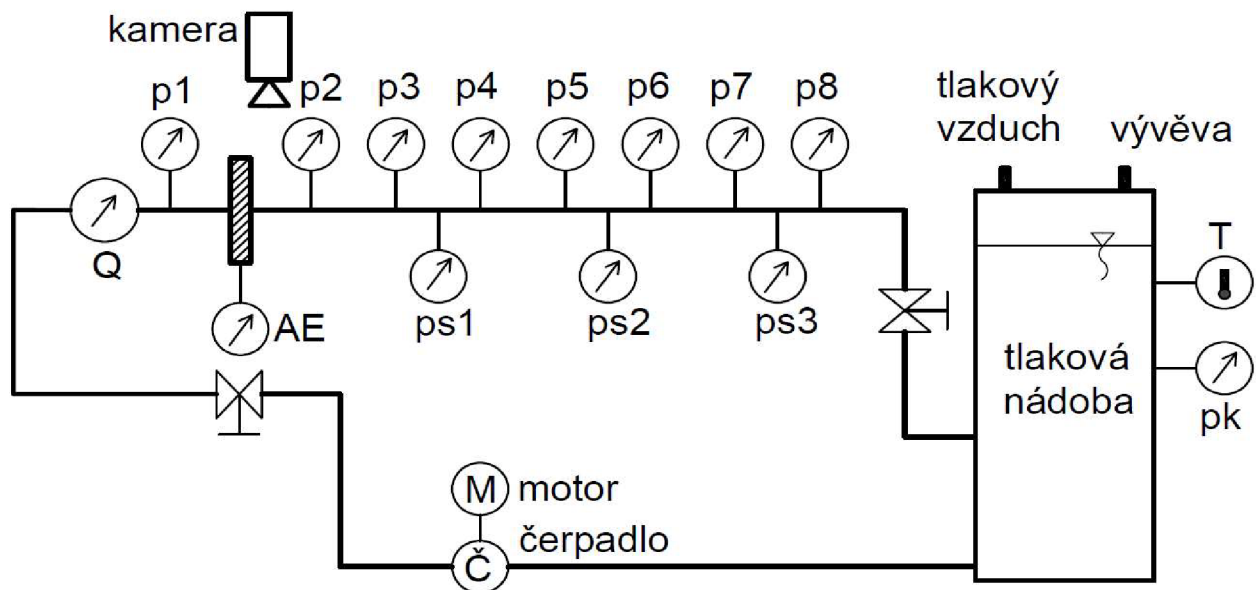 kamera
p1
p2
p3
p4
p5
p6
p7
p8
tlakový
vzduch
vývěva
Q
AE
ps1
ps2
ps3
T
tlaková
nádoba
pk
M
motor
čerpadlo
Č